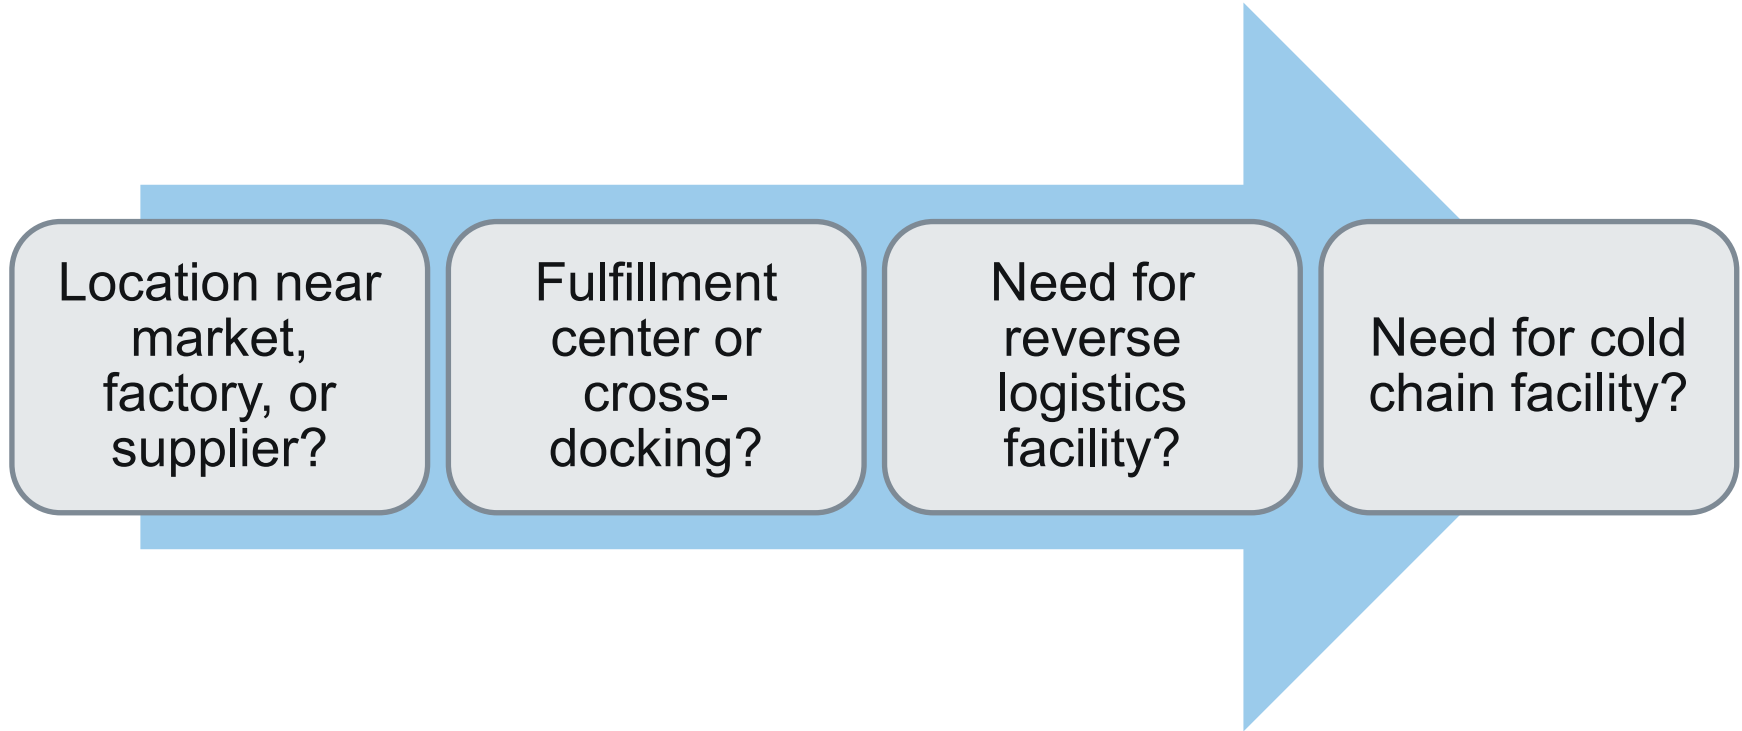 Location near
market,
factory, or
supplier?
Fulfillment
center or
cross-
docking?
Need for
reverse
logistics
facility?
Need for cold
chain facility?